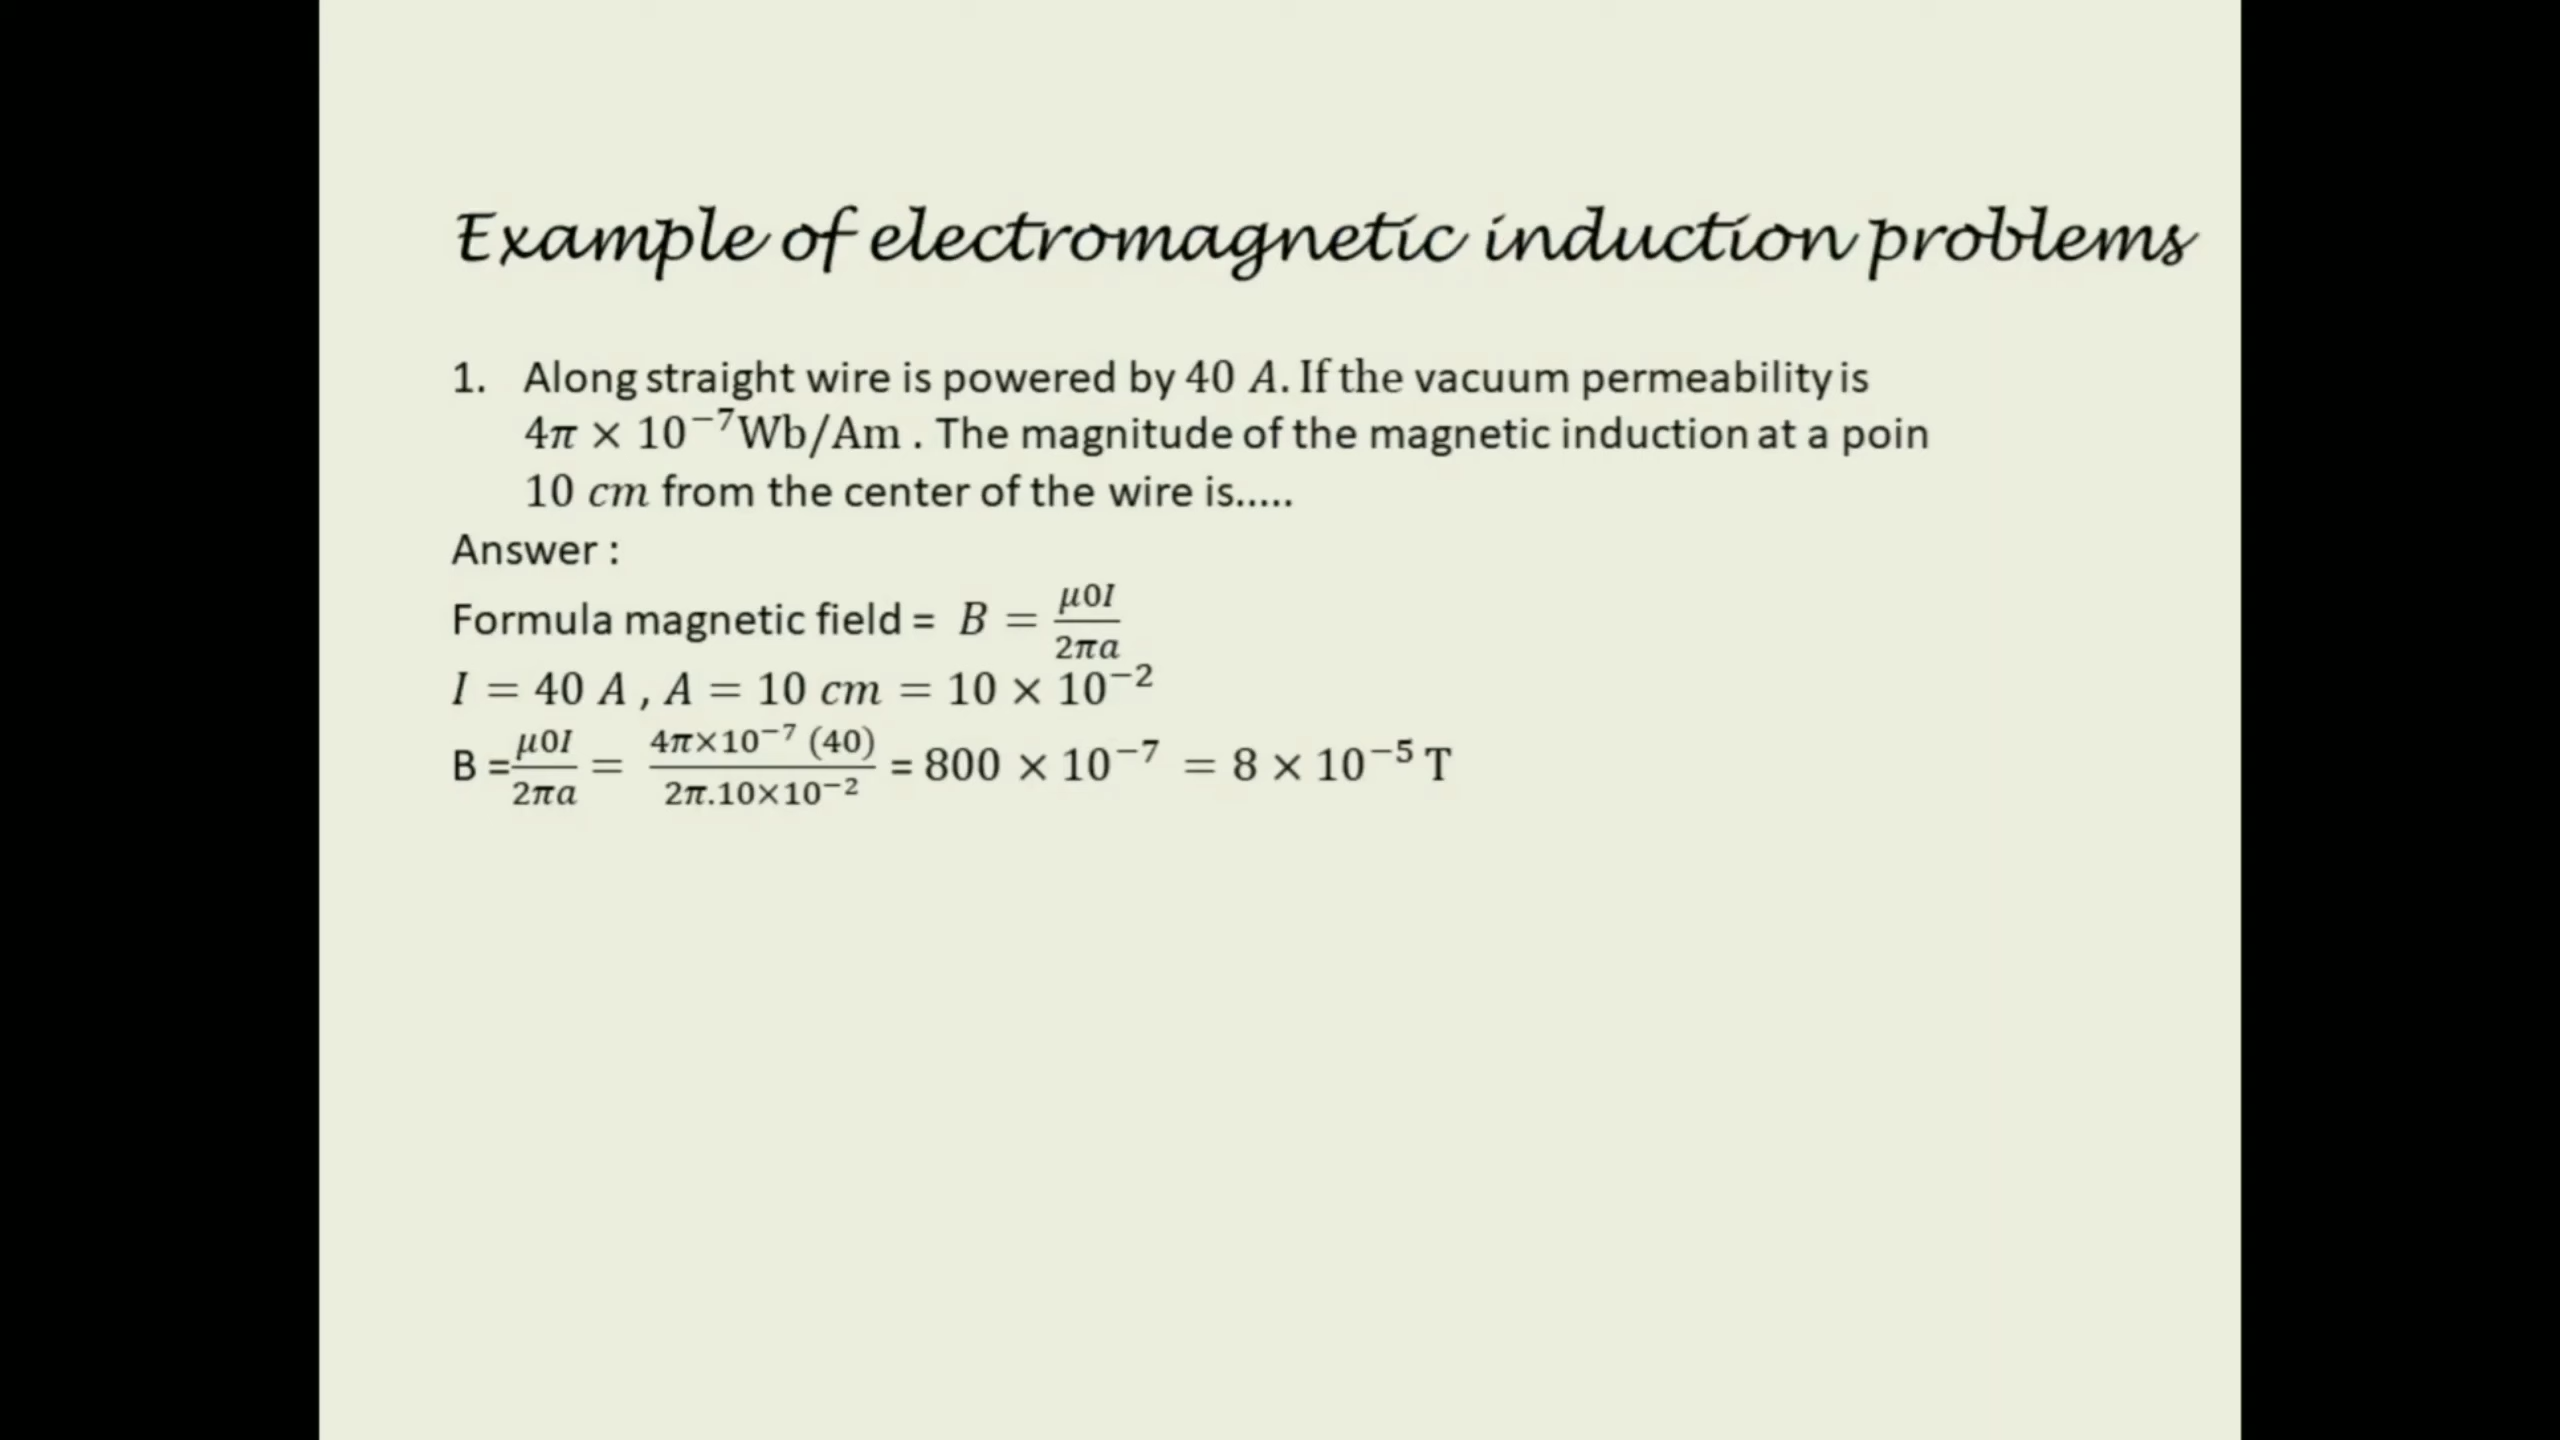 Example of electromagnetic induction problems
1. Along straight wire is powered by 40 A. If the vacuum permeability is
4π × 10⁻⁷Wb/Am . The magnitude of the magnetic induction at a poin
10 cm from the center of the wire is.....
Answer :
Formula magnetic field = B = μ0I/2πa
I = 40 A , A = 10 cm = 10 × 10⁻²
B = μ0I/2πa = 4π×10⁻⁷ (40)/2π.10×10⁻² = 800 × 10⁻⁷ = 8 × 10⁻⁵ T